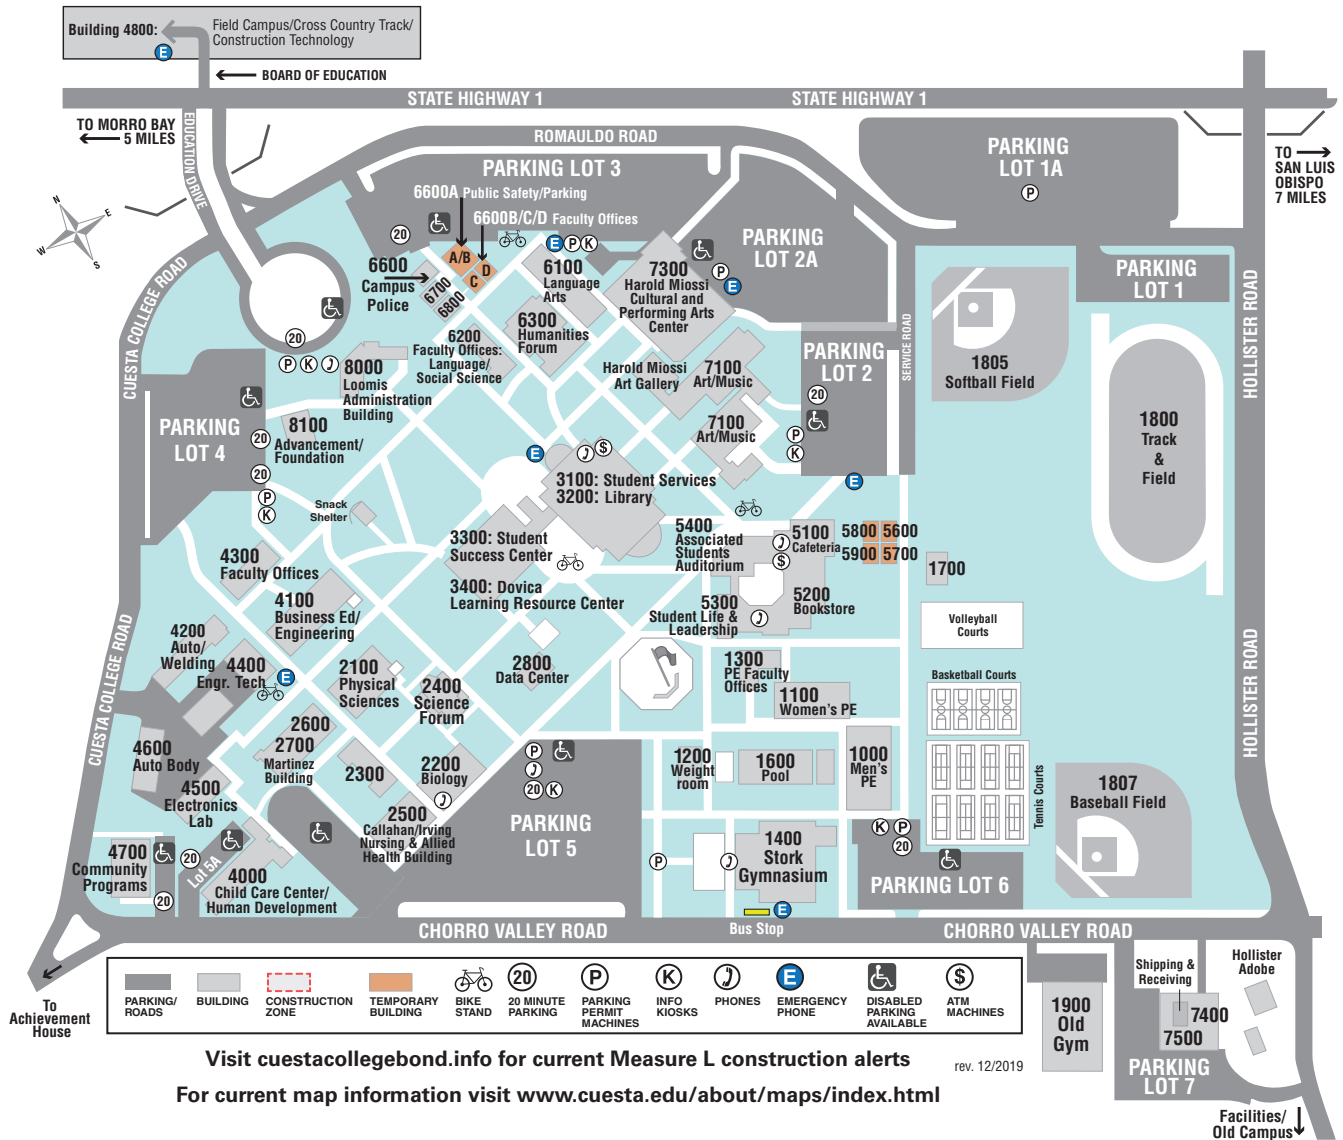 Building 4800:
Field Campus/Cross Country Track/
Construction Technology
E
BOARD OF EDUCATION
STATE HIGHWAY 1
STATE HIGHWAY 1
TO MORRO BAY
5 MILES
EDUCATION DRIVE
ROMAULDO ROAD
PARKING
LOT 1A
P
TO
SAN LUIS
OBISPO
7 MILES
N
E
W
S
PARKING LOT 3
6600A Public Safety/Parking
6600B/C/D Faculty Offices
20
A/B
D
C
E P K
PARKING
LOT 2A
P
E
6600
Campus
Police
6700
6800
6100
Language
Arts
7300
Harold Miossi
Cultural and
Performing Arts
Center
PARKING
LOT 1
CUESTA COLLEGE ROAD
HOLLISTER ROAD
SERVICE ROAD
6300
Humanities
Forum
6200
Faculty Offices:
Language/
Social Science
20
P K
8000
Loomis
Administration
Building
Harold Miossi
Art Gallery
7100
Art/Music
PARKING
LOT 2
20
1805
Softball Field
PARKING
LOT 4
8100
Advancement/
Foundation
20
20
P
K
7100
Art/Music
P
K
1800
Track
&
Field
E
$
3100: Student Services
3200: Library
E
Snack
Shelter
3300: Student
Success Center
3400: Dovica
Learning Resource Center
5400
Associated
Students
Auditorium
5100
Cafeteria
$
5800 5600
5900 5700
1700
4300
Faculty Offices
4100
Business Ed/
Engineering
5200
Bookstore
5300
Student Life &
Leadership
Volleyball
Courts
4200
Auto/
Welding
4400
Engr. Tech
E
2100
Physical
Sciences
2400
Science
Forum
2800
Data Center
1300
PE Faculty
Offices
1100
Women's PE
Basketball Courts
CUESTA COLLEGE ROAD
HOLLISTER ROAD
2600
2700
Martinez
Building
4600
Auto Body
2300
2200
Biology
P
20 K
1200
Weight
room
1600
Pool
1000
Men's
PE
Tennis Courts
4500
Electronics
Lab
2500
Callahan/Irving
Nursing & Allied
Health Building
PARKING
LOT 5
1807
Baseball Field
K P
20
4700
Community
Programs
20
20
Lot 5A
4000
Child Care Center/
Human Development
P
1400
Stork
Gymnasium
PARKING LOT 6
E
Bus Stop
CHORRO VALLEY ROAD
CHORRO VALLEY ROAD
To
Achievement
House
PARKING/
ROADS
BUILDING
CONSTRUCTION
ZONE
TEMPORARY
BUILDING
BIKE
STAND
20
20 MINUTE
PARKING
P
PARKING
PERMIT
MACHINES
K
INFO
KIOSKS
PHONES
E
EMERGENCY
PHONE
DISABLED
PARKING
AVAILABLE
$
ATM
MACHINES
1900
Old
Gym
Shipping &
Receiving
7400
7500
Hollister
Adobe
PARKING
LOT 7
Facilities/
Old Campus
Visit cuestacollegebond.info for current Measure L construction alerts
rev. 12/2019
For current map information visit www.cuesta.edu/about/maps/index.html